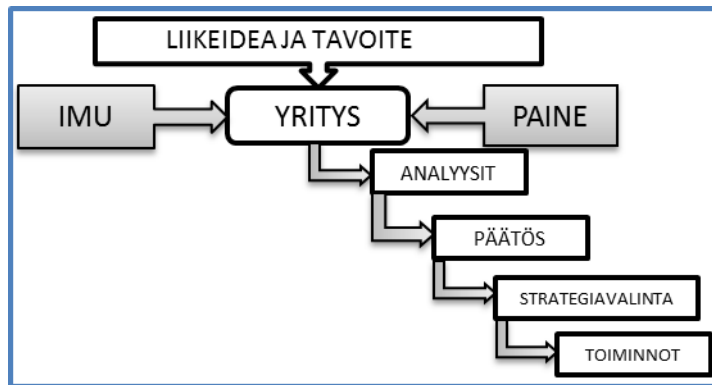 LIIKEIDEA JA TAVOITE
IMU
YRITYS
PAINE
ANALYYSIT
PÄÄTÖS
STRATEGIAVALINTA
TOIMINNOT